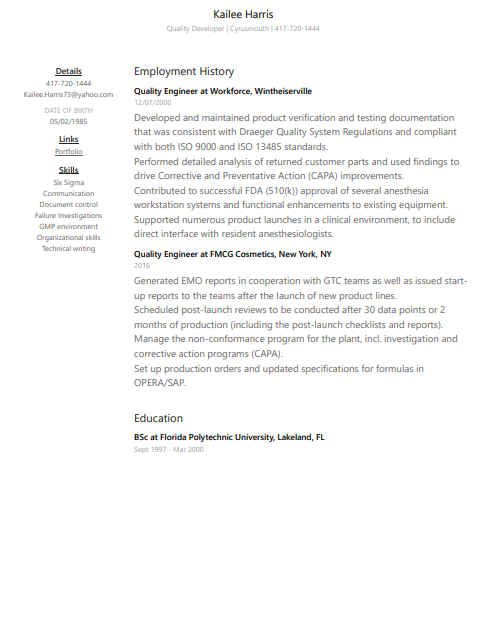 Kailee Harris
Quality Developer | Cyrusmouth | 417-720-1444
Details
417-720-1444
Kailee.Harris73@yahoo.com
DATE OF BIRTH
05/02/1985
Links
Portfolio
Skills
Six Sigma
Communication
Document control
Failure Investigations
GMP environment
Organizational skills
Technical writing
Employment History
Quality Engineer at Workforce, Wintheiserville
12/07/2000
Developed and maintained product verification and testing documentation
that was consistent with Draeger Quality System Regulations and compliant
with both ISO 9000 and ISO 13485 standards.
Performed detailed analysis of returned customer parts and used findings to
drive Corrective and Preventative Action (CAPA) improvements.
Contributed to successful FDA (510(k)) approval of several anesthesia
workstation systems and functional enhancements to existing equipment.
Supported numerous product launches in a clinical environment, to include
direct interface with resident anesthesiologists.
Quality Engineer at FMCG Cosmetics, New York, NY
2016
Generated EMO reports in cooperation with GTC teams as well as issued start-
up reports to the teams after the launch of new product lines.
Scheduled post-launch reviews to be conducted after 30 data points or 2
months of production (including the post-launch checklists and reports).
Manage the non-conformance program for the plant, incl. investigation and
corrective action programs (CAPA).
Set up production orders and updated specifications for formulas in
OPERA/SAP.
Education
BSc at Florida Polytechnic University, Lakeland, FL
Sept 1997 - Mar 2000